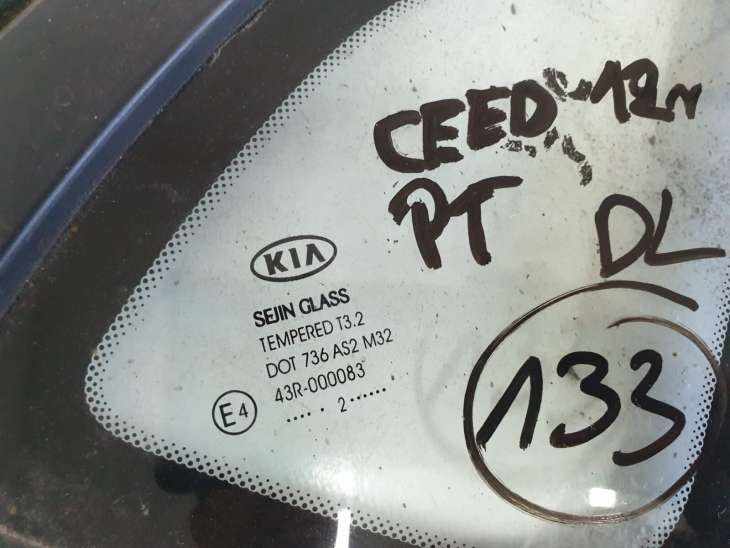 CEED 12R
PT DL
133
KIA
SEJIN GLASS
TEMPERED T3.2
DOT 736 AS2 M32
43R-000083
E4
.... . 2 ......